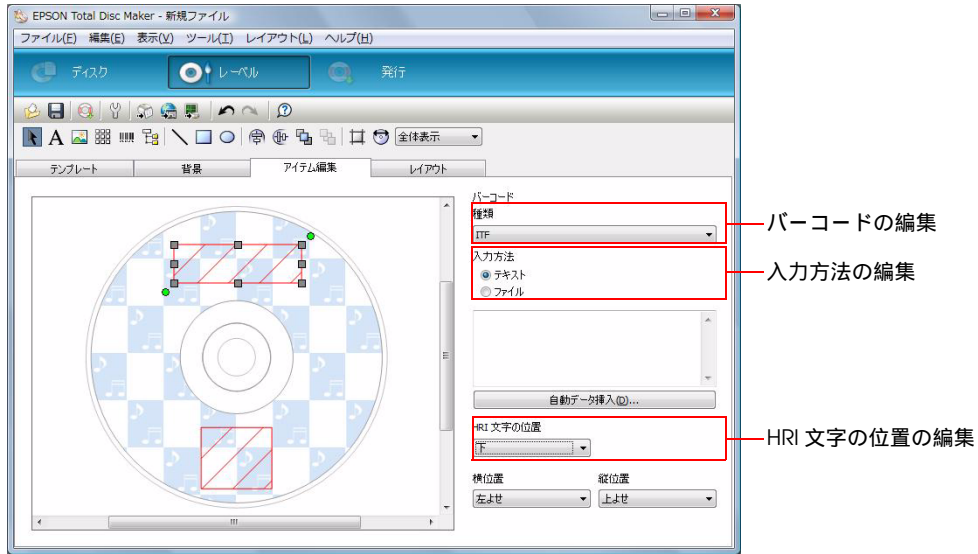 EPSON Total Disc Maker - 新規ファイル
ファイル(F) 編集(E) 表示(V) ツール(T) レイアウト(L) ヘルプ(H)
ディスク レーベル 発行
A 全体表示
テンプレート 背景 アイテム編集 レイアウト
バーコード
種類
ITF
バーコードの編集
入力方法
テキスト
ファイル
入力方法の編集
自動データ挿入(D)...
HRI 文字の位置
下
HRI 文字の位置の編集
横位置 縦位置
左よせ 上よせ